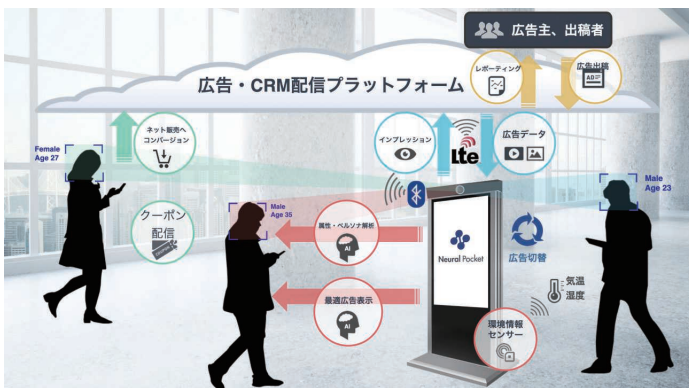 広告主、出稿者
レポーティング
広告出稿
AD
広告・CRM配信プラットフォーム
ネット販売へ
コンバージョン
インプレッション
Lte
広告データ
Female
Age 27
Male
Age 23
Male
Age 35
クーポン
配信
属性・ペルソナ解析
AI
Neural Pocket
広告切替
最適広告表示
AI
気温
湿度
環境情報
センサー